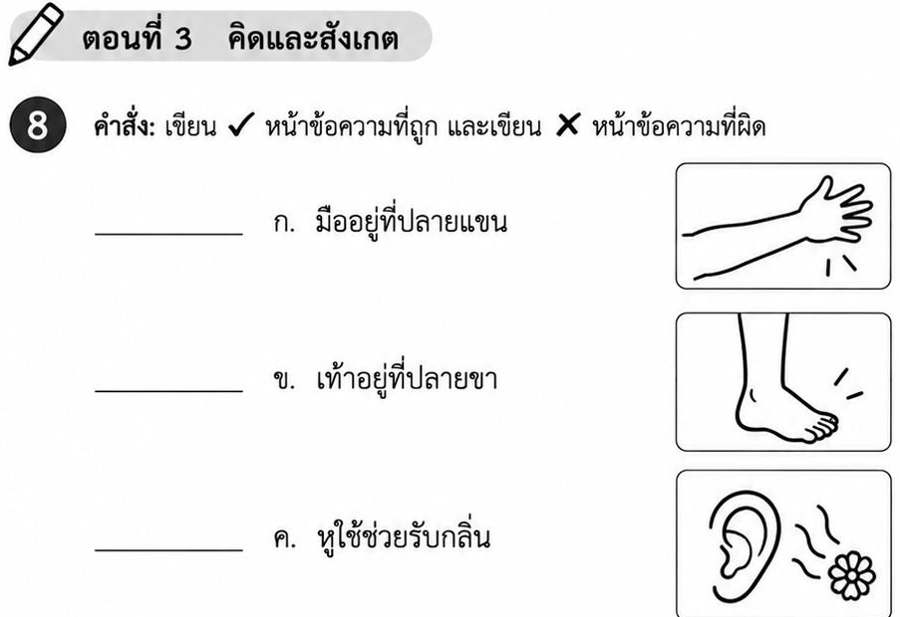 ตอนที่ 3 คิดและสังเกต
8 คำสั่ง: เขียน ✓ หน้าข้อความที่ถูก และเขียน ✗ หน้าข้อความที่ผิด
________ ก. มืออยู่ที่ปลายแขน
________ ข. เท้าอยู่ที่ปลายขา
________ ค. หูใช้ช่วยรับกลิ่น